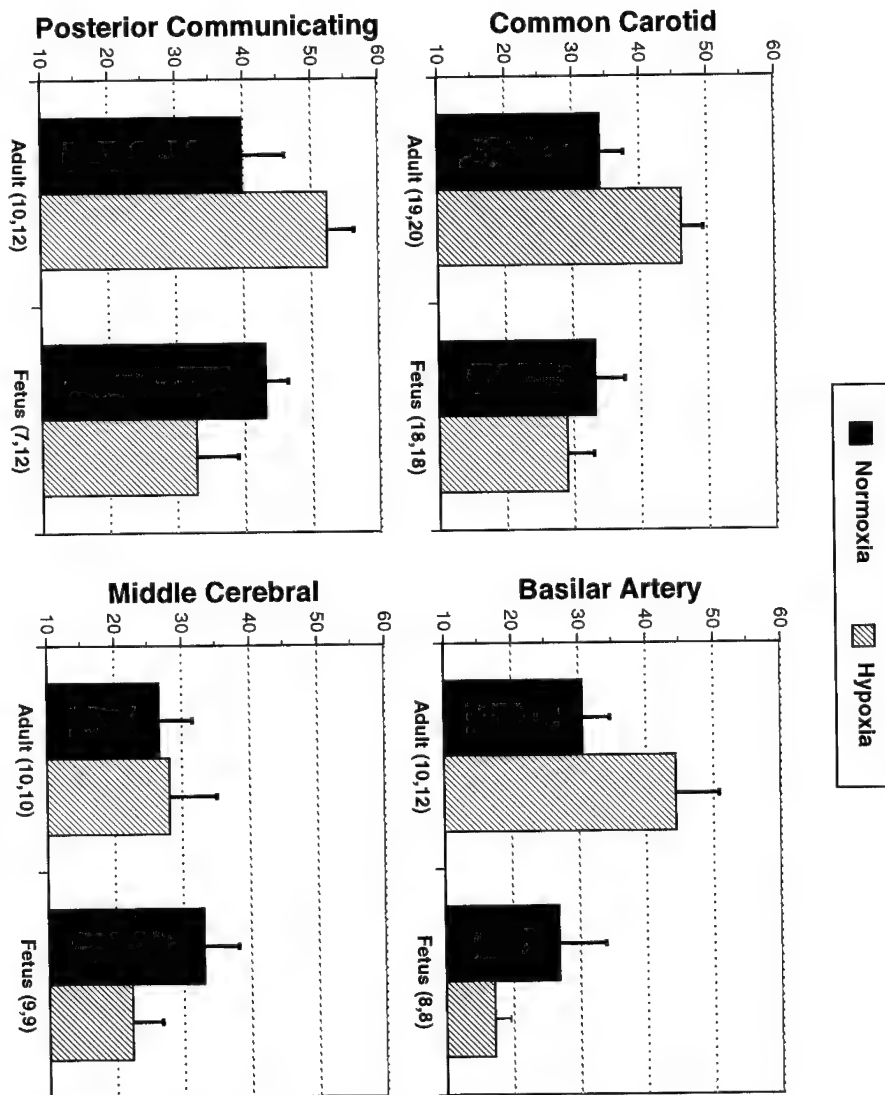 Normoxia
Hypoxia
Common Carotid
60
50
40
30
20
10
Adult (19,20)
Fetus (18,18)
Basilar Artery
60
50
40
30
20
10
Adult (10,12)
Fetus (8,8)
Posterior Communicating
60
50
40
30
20
10
Adult (10,12)
Fetus (7,12)
Middle Cerebral
60
50
40
30
20
10
Adult (10,10)
Fetus (9,9)